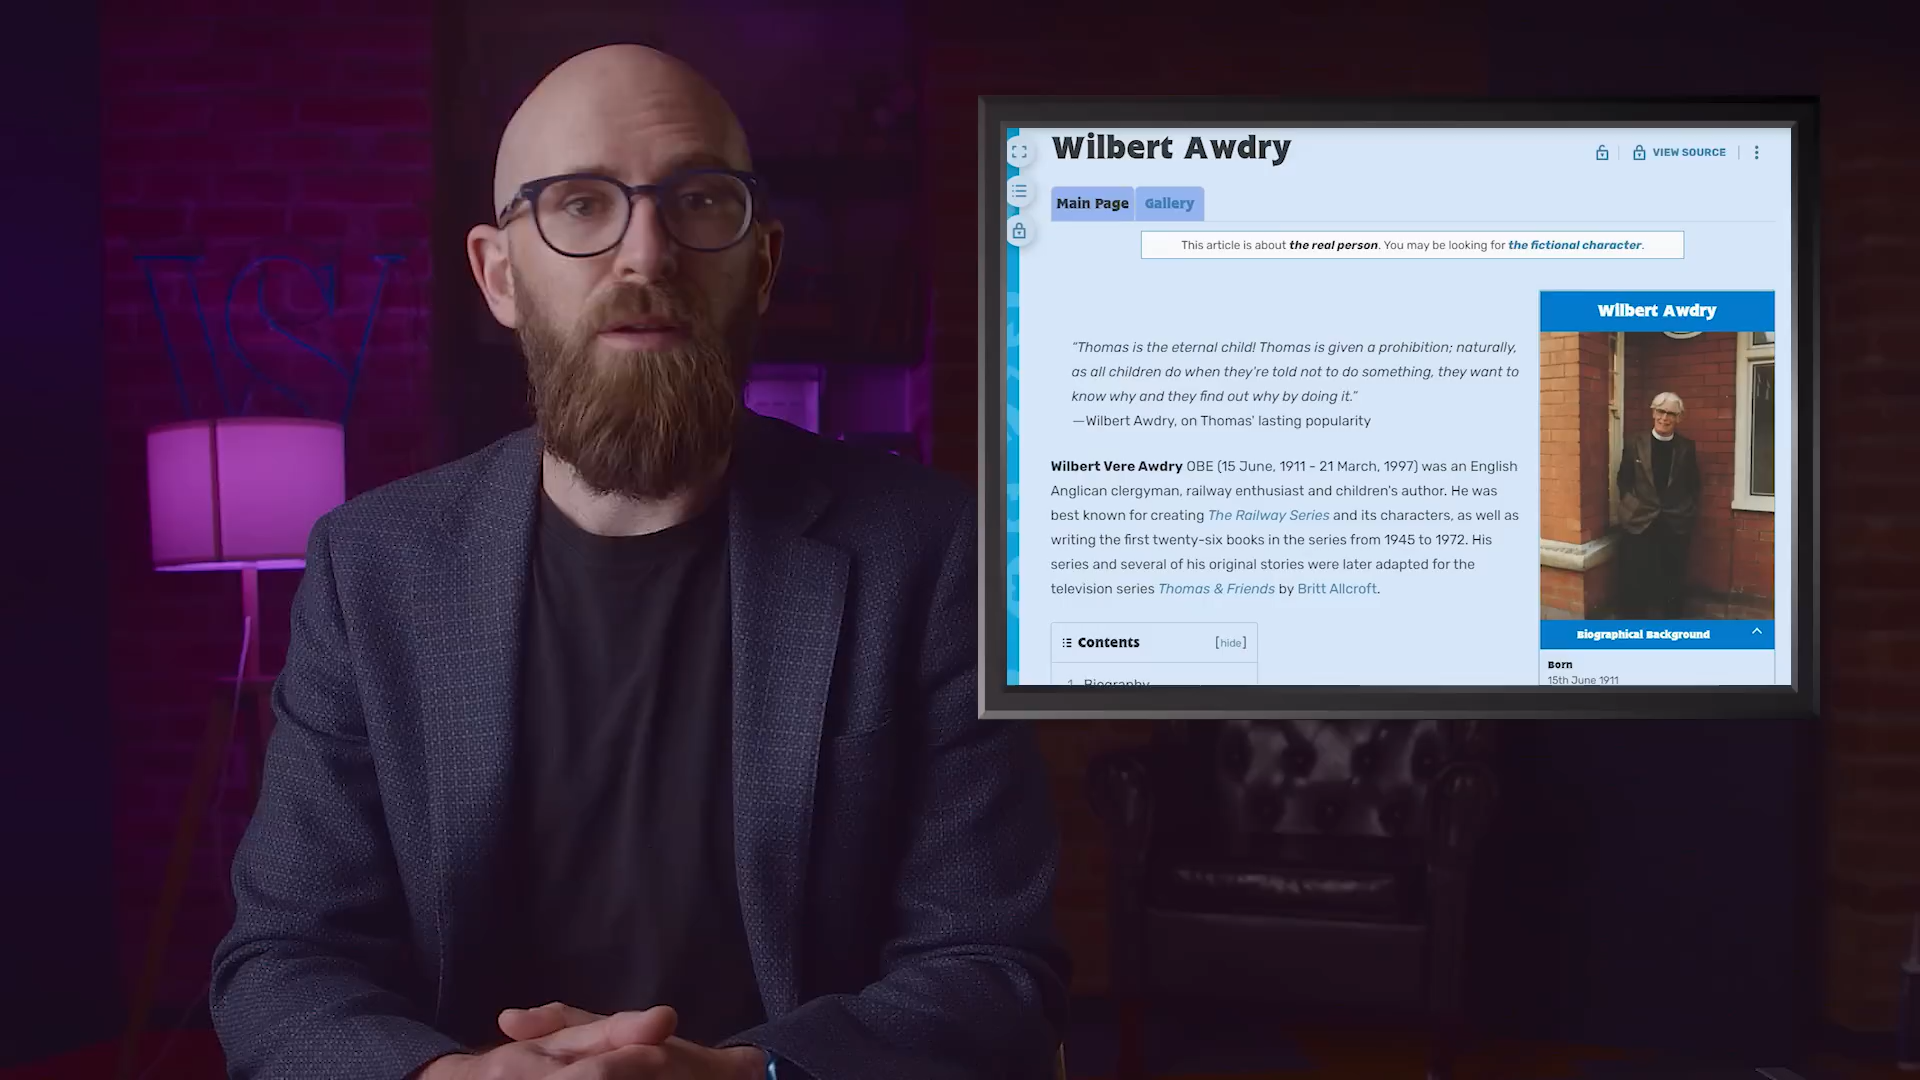 Wilbert Awdry
VIEW SOURCE
Main Page
Gallery
This article is about the real person. You may be looking for the fictional character.
Wilbert Awdry
"Thomas is the eternal child! Thomas is given a prohibition; naturally,
as all children do when they're told not to do something, they want to
know why and they find out why by doing it."
—Wilbert Awdry, on Thomas' lasting popularity
Wilbert Vere Awdry OBE (15 June, 1911 - 21 March, 1997) was an English
Anglican clergyman, railway enthusiast and children's author. He was
best known for creating The Railway Series and its characters, as well as
writing the first twenty-six books in the series from 1945 to 1972. His
series and several of his original stories were later adapted for the
television series Thomas & Friends by Britt Allcroft.
Contents [hide]
1 Biography
Biographical Background
Born
15th June 1911